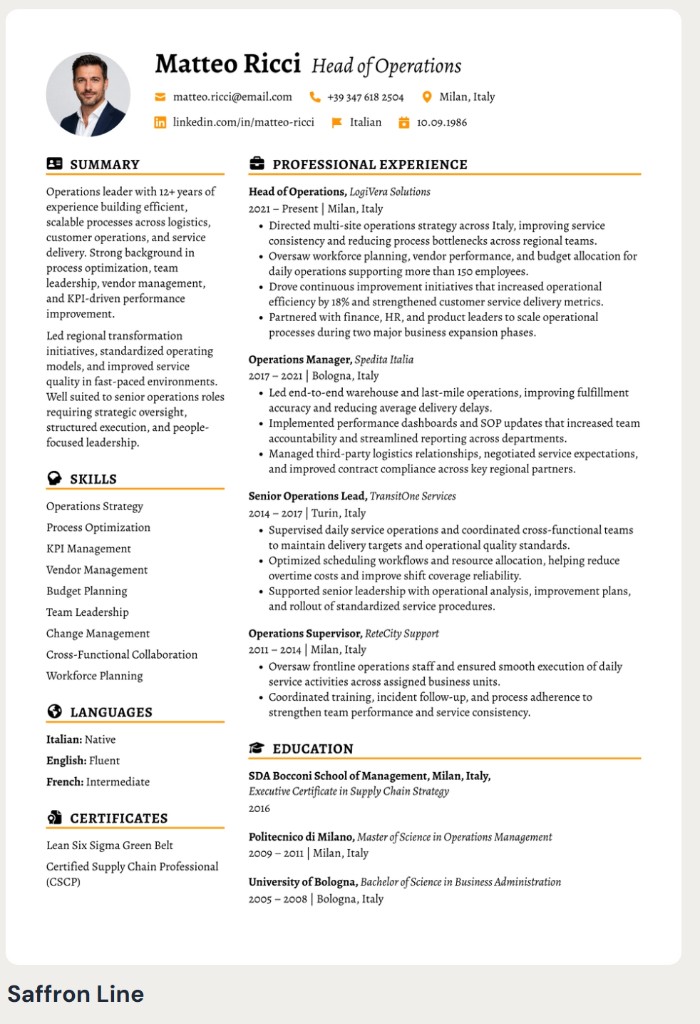 Matteo Ricci Head of Operations
matteo.ricci@email.com +39 347 618 2504 Milan, Italy
linkedin.com/in/matteo-ricci Italian 10.09.1986
SUMMARY
Operations leader with 12+ years of
experience building efficient,
scalable processes across logistics,
customer operations, and service
delivery. Strong background in
process optimization, team
leadership, vendor management,
and KPI-driven performance
improvement.
Led regional transformation
initiatives, standardized operating
models, and improved service
quality in fast-paced environments.
Well suited to senior operations roles
requiring strategic oversight,
structured execution, and people-
focused leadership.
SKILLS
Operations Strategy
Process Optimization
KPI Management
Vendor Management
Budget Planning
Team Leadership
Change Management
Cross-Functional Collaboration
Workforce Planning
LANGUAGES
Italian: Native
English: Fluent
French: Intermediate
CERTIFICATES
Lean Six Sigma Green Belt
Certified Supply Chain Professional
(CSCP)
PROFESSIONAL EXPERIENCE
Head of Operations, LogiVera Solutions
2021 – Present | Milan, Italy
• Directed multi-site operations strategy across Italy, improving service
consistency and reducing process bottlenecks across regional teams.
• Oversaw workforce planning, vendor performance, and budget allocation for
daily operations supporting more than 150 employees.
• Drove continuous improvement initiatives that increased operational
efficiency by 18% and strengthened customer service delivery metrics.
• Partnered with finance, HR, and product leaders to scale operational
processes during two major business expansion phases.
Operations Manager, Spedita Italia
2017 – 2021 | Bologna, Italy
• Led end-to-end warehouse and last-mile operations, improving fulfillment
accuracy and reducing average delivery delays.
• Implemented performance dashboards and SOP updates that increased team
accountability and streamlined reporting across departments.
• Managed third-party logistics relationships, negotiated service expectations,
and improved contract compliance across key regional partners.
Senior Operations Lead, TransitOne Services
2014 – 2017 | Turin, Italy
• Supervised daily service operations and coordinated cross-functional teams
to maintain delivery targets and operational quality standards.
• Optimized scheduling workflows and resource allocation, helping reduce
overtime costs and improve shift coverage reliability.
• Supported senior leadership with operational analysis, improvement plans,
and rollout of standardized service procedures.
Operations Supervisor, ReteCity Support
2011 – 2014 | Milan, Italy
• Oversaw frontline operations staff and ensured smooth execution of daily
service activities across assigned business units.
• Coordinated training, incident follow-up, and process adherence to
strengthen team performance and service consistency.
EDUCATION
SDA Bocconi School of Management, Milan, Italy,
Executive Certificate in Supply Chain Strategy
2016
Politecnico di Milano, Master of Science in Operations Management
2009 – 2011 | Milan, Italy
University of Bologna, Bachelor of Science in Business Administration
2005 – 2008 | Bologna, Italy
Saffron Line